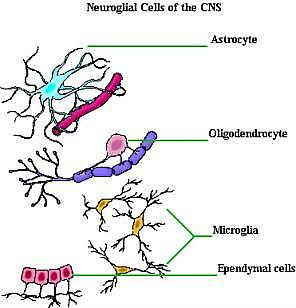 Neuroglial Cells of the CNS
Astrocyte
Oligodendrocyte
Microglia
Ependymal cells